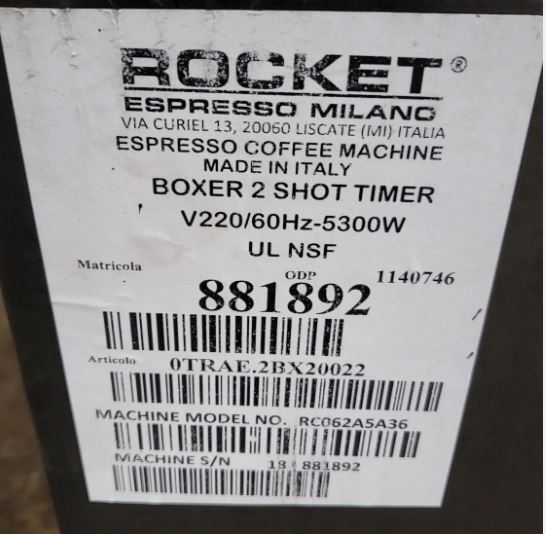 ROCKET®
ESPRESSO MILANO
VIA CURIEL 13, 20060 LISCATE (MI) ITALIA
ESPRESSO COFFEE MACHINE
MADE IN ITALY
BOXER 2 SHOT TIMER
V220/60Hz-5300W
UL NSF
Matricola ODP 1140746
881892
Articolo 0TRAE.2BX20022
MACHINE MODEL NO. RC062A5A36
MACHINE S/N 18 881892